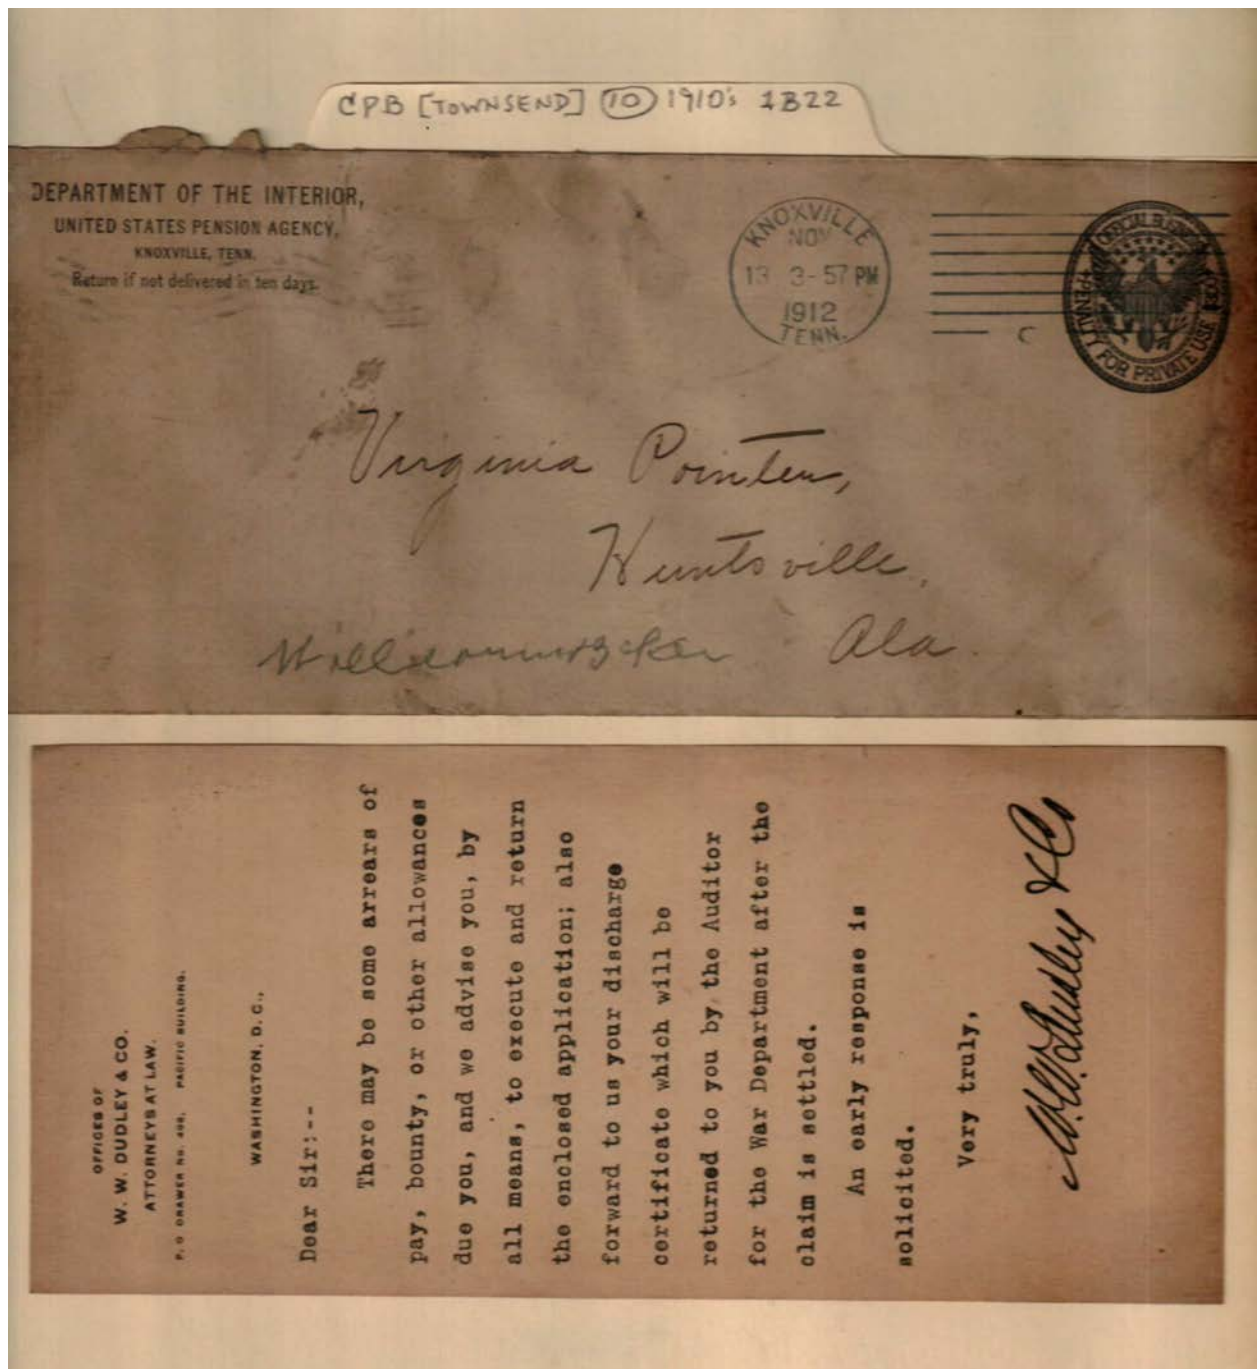 CPB [TOWNSEND] (10) 1910's 1B22
DEPARTMENT OF THE INTERIOR,
UNITED STATES PENSION AGENCY,
KNOXVILLE, TENN.
Return if not delivered in ten days.
KNOXVILLE
NOV
13 3-57 PM
1912
TENN.
C
OFFICIAL BUSINESS
PENALTY FOR PRIVATE USE $300
Virginia Pointer,
Huntsville,
Ala.
OFFICES OF
W. W. DUDLEY & CO.
ATTORNEYS AT LAW.
P. O. DRAWER No. 408, PACIFIC BUILDING.
WASHINGTON, D. C.,
Dear Sir:--
There may be some arrears of
pay, bounty, or other allowances
due you, and we advise you, by
all means, to execute and return
the enclosed application; also
forward to us your discharge
certificate which will be
returned to you by the Auditor
for the War Department after the
claim is settled.
An early response is
solicited.
Very truly,
W.W. Dudley & Co